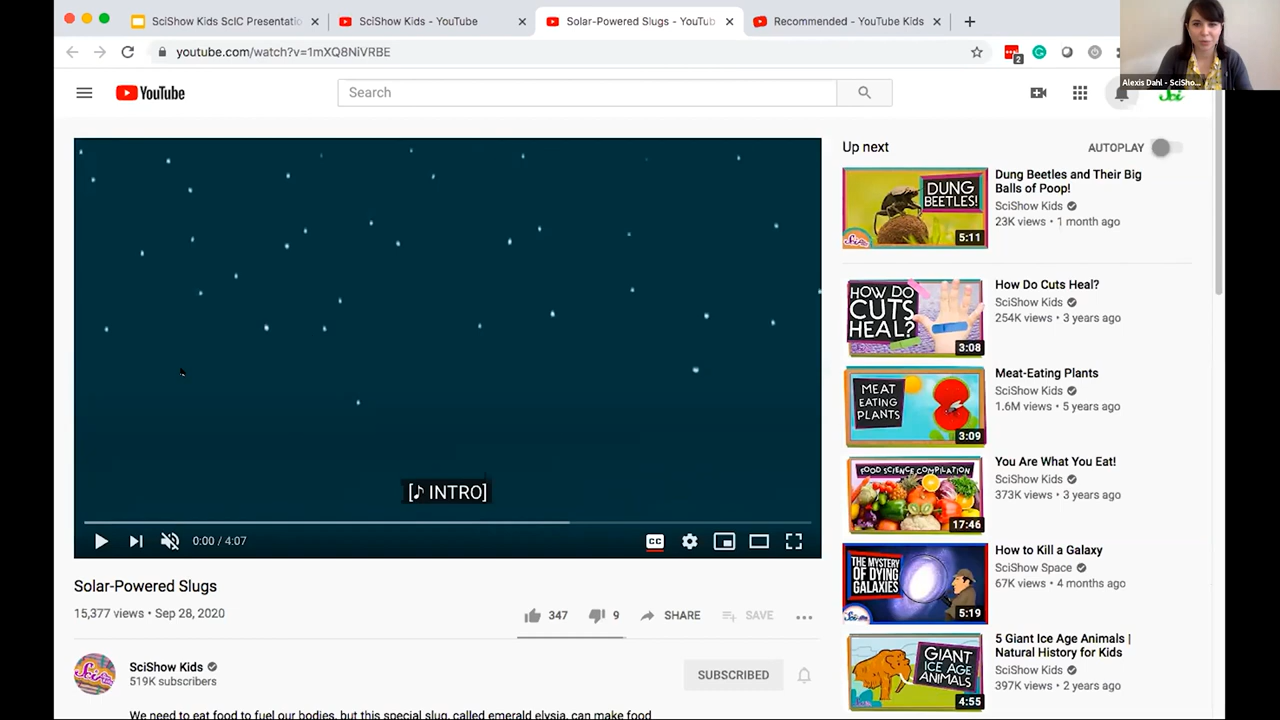 SciShow Kids ScIC Presentatio
SciShow Kids - YouTube
Solar-Powered Slugs - YouTub
Recommended - YouTube Kids
youtube.com/watch?v=1mXQ8NiVRBE
2
Alexis Dahl - SciSho...
YouTube
Search
Sci
[♪ INTRO]
0:00 / 4:07
CC
Solar-Powered Slugs
15,377 views • Sep 28, 2020
347
9
SHARE
SAVE
SciShow Kids
519K subscribers
SUBSCRIBED
We need to eat food to fuel our bodies, but this special slug, called emerald elysia, can make food
Up next
AUTOPLAY
DUNG
BEETLES!
5:11
Dung Beetles and Their Big
Balls of Poop!
SciShow Kids
23K views • 1 month ago
HOW DO
CUTS
HEAL?
3:08
How Do Cuts Heal?
SciShow Kids
254K views • 3 years ago
MEAT
EATING
PLANTS
3:09
Meat-Eating Plants
SciShow Kids
1.6M views • 5 years ago
FOOD SCIENCE COMPILATION
17:46
You Are What You Eat!
SciShow Kids
373K views • 3 years ago
THE MYSTERY
OF DYING
GALAXIES
5:19
How to Kill a Galaxy
SciShow Space
67K views • 4 months ago
GIANT
ICE AGE
ANIMALS
4:55
5 Giant Ice Age Animals |
Natural History for Kids
SciShow Kids
397K views • 2 years ago